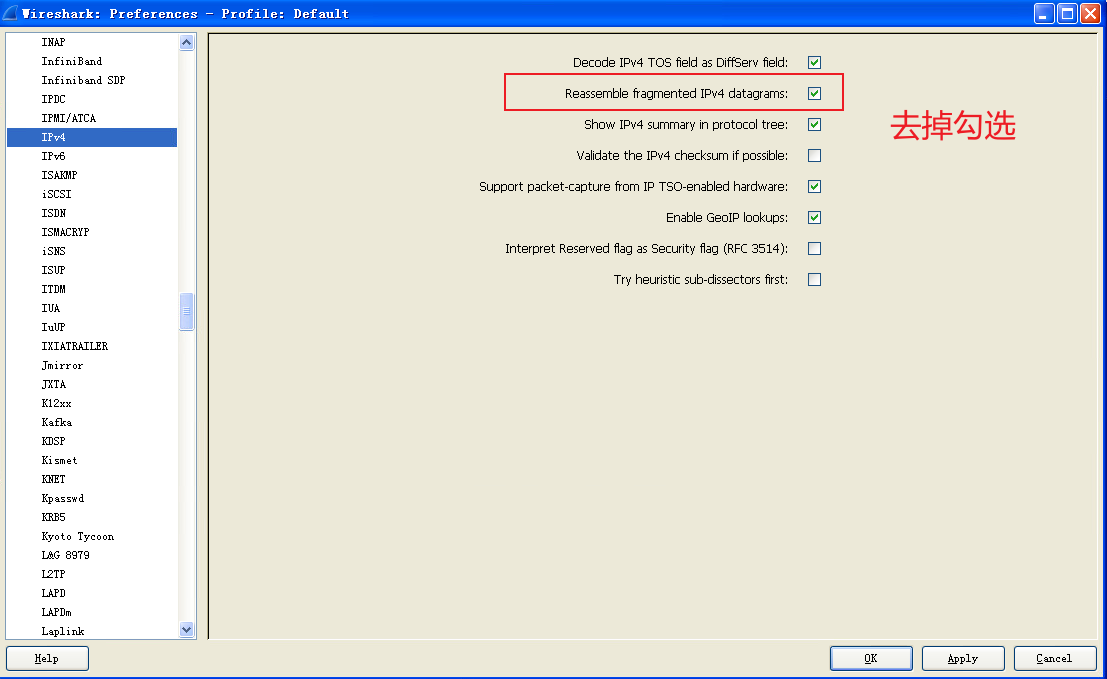 Wireshark: Preferences - Profile: Default
INAP
InfiniBand
Infiniband SDP
IPDC
IPMI/ATCA
IPv4
IPv6
ISAKMP
iSCSI
ISDN
ISMACRYP
iSNS
ISUP
ITDM
IUA
IuUP
IXIATRAILER
Jmirror
JXTA
K12xx
Kafka
KDSP
Kismet
KNET
Kpasswd
KRB5
Kyoto Tycoon
L&G 8979
L2TP
LAPD
LAPDm
Laplink
Decode IPv4 TOS field as DiffServ field:
Reassemble fragmented IPv4 datagrams:
Show IPv4 summary in protocol tree:
Validate the IPv4 checksum if possible:
Support packet-capture from IP TSO-enabled hardware:
Enable GeoIP lookups:
Interpret Reserved flag as Security flag (RFC 3514):
Try heuristic sub-dissectors first:
去掉勾选
Help
OK
Apply
Cancel